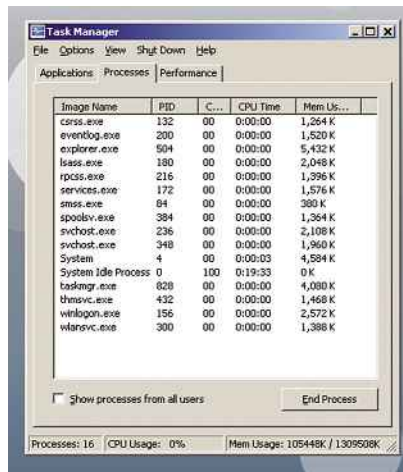 Task Manager
File Options View Shut Down Help
Applications Processes Performance
Image Name PID C... CPU Time Mem Us...
csrss.exe 132 00 0:00:00 1,264 K
eventlog.exe 200 00 0:00:00 1,520 K
explorer.exe 504 00 0:00:00 5,432 K
lsass.exe 180 00 0:00:00 2,048 K
rpcss.exe 216 00 0:00:00 1,396 K
services.exe 172 00 0:00:00 1,576 K
smss.exe 84 00 0:00:00 380 K
spoolsv.exe 384 00 0:00:00 1,364 K
svchost.exe 236 00 0:00:00 2,108 K
svchost.exe 348 00 0:00:00 1,960 K
System 4 00 0:00:03 4,584 K
System Idle Process 0 100 0:19:33 0 K
taskmgr.exe 828 00 0:00:00 4,080 K
thmsvc.exe 432 00 0:00:00 1,468 K
winlogon.exe 156 00 0:00:00 2,572 K
wlansvc.exe 300 00 0:00:00 1,388 K
Show processes from all users End Process
Processes: 16 CPU Usage: 0% Mem Usage: 105448K / 1309508K